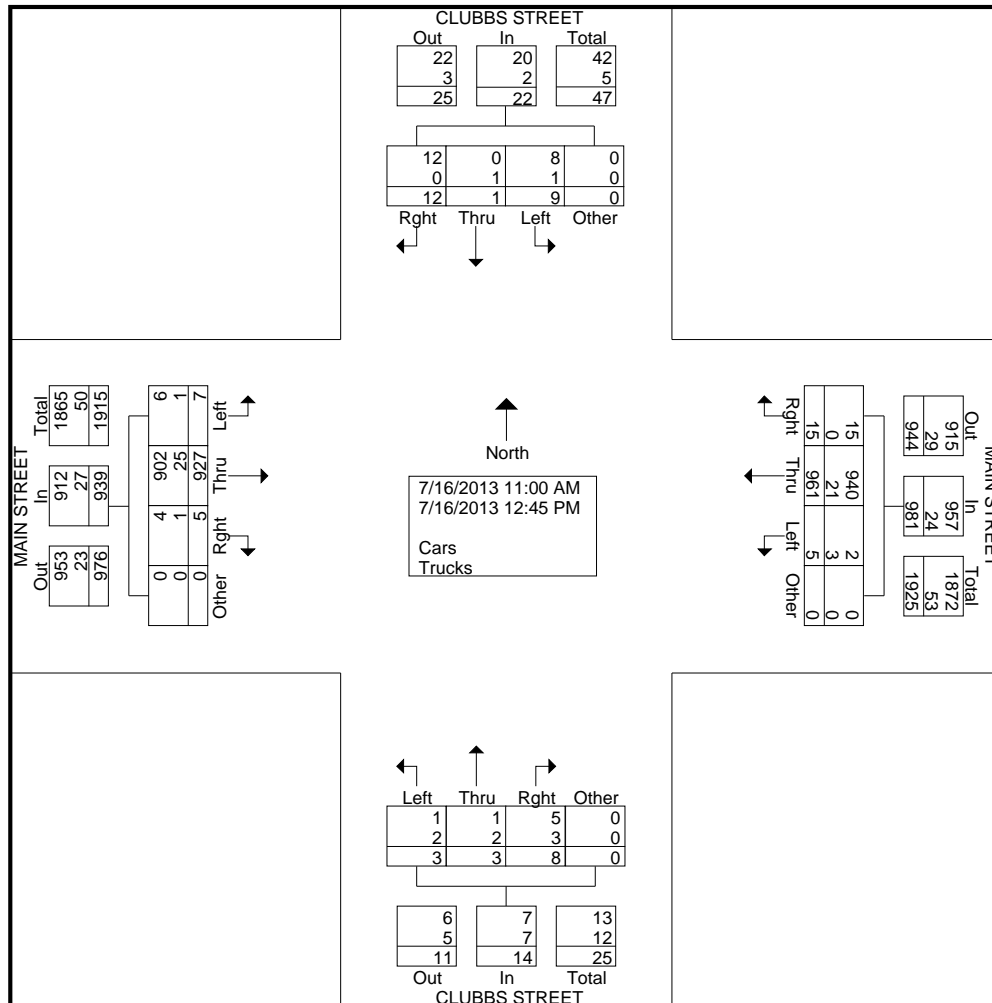 CLUBBS STREET
Out In Total
22 20 42
3 2 5
25 22 47
12 0 8 0
0 1 1 0
12 1 9 0
Rght Thru Left Other
MAIN STREET
Total In Out
1865 912 953
50 27 23
1915 939 976
6 902 4 0
1 25 1 0
7 927 5 0
Left Thru Rght Other
North
7/16/2013 11:00 AM
7/16/2013 12:45 PM
Cars
Trucks
Rght Thru Left Other
15 940 2 0
0 21 3 0
15 961 5 0
Out In Total
915 957 1872
29 24 53
944 981 1925
MAIN STREET
Left Thru Rght Other
1 1 5 0
2 2 3 0
3 3 8 0
6 7 13
5 7 12
11 14 25
Out In Total
CLUBBS STREET